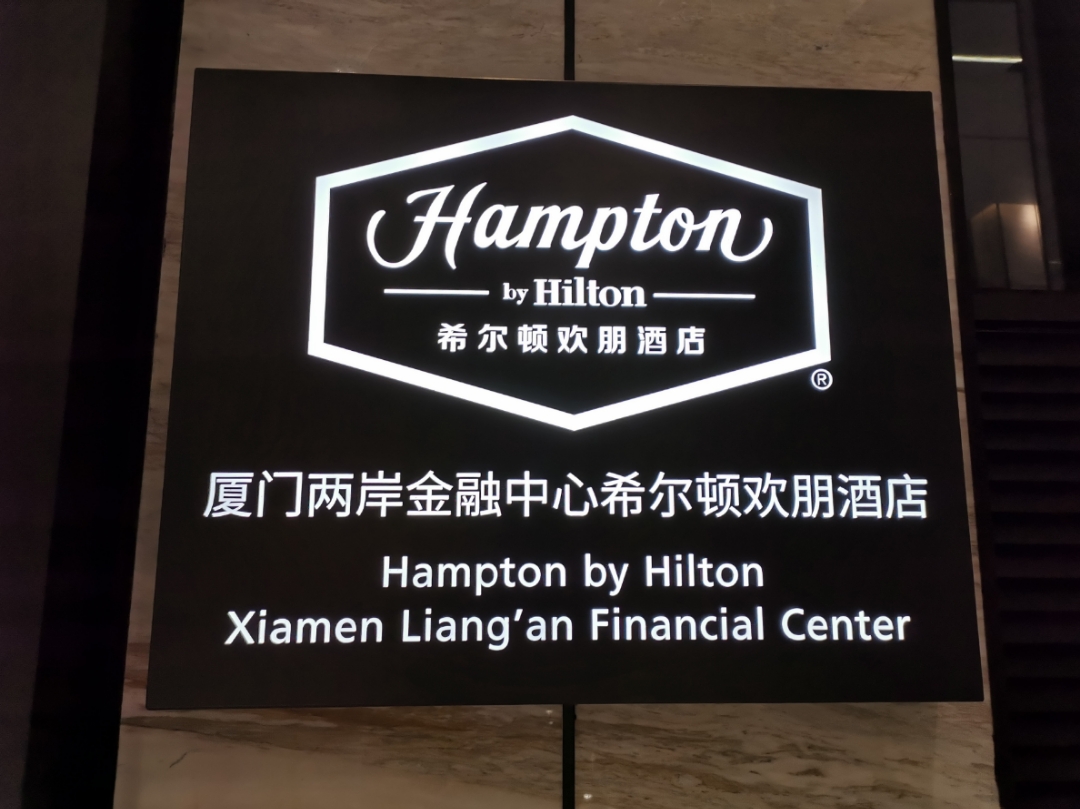 Hampton
by Hilton
希尔顿欢朋酒店
®
厦门两岸金融中心希尔顿欢朋酒店
Hampton by Hilton
Xiamen Liang'an Financial Center